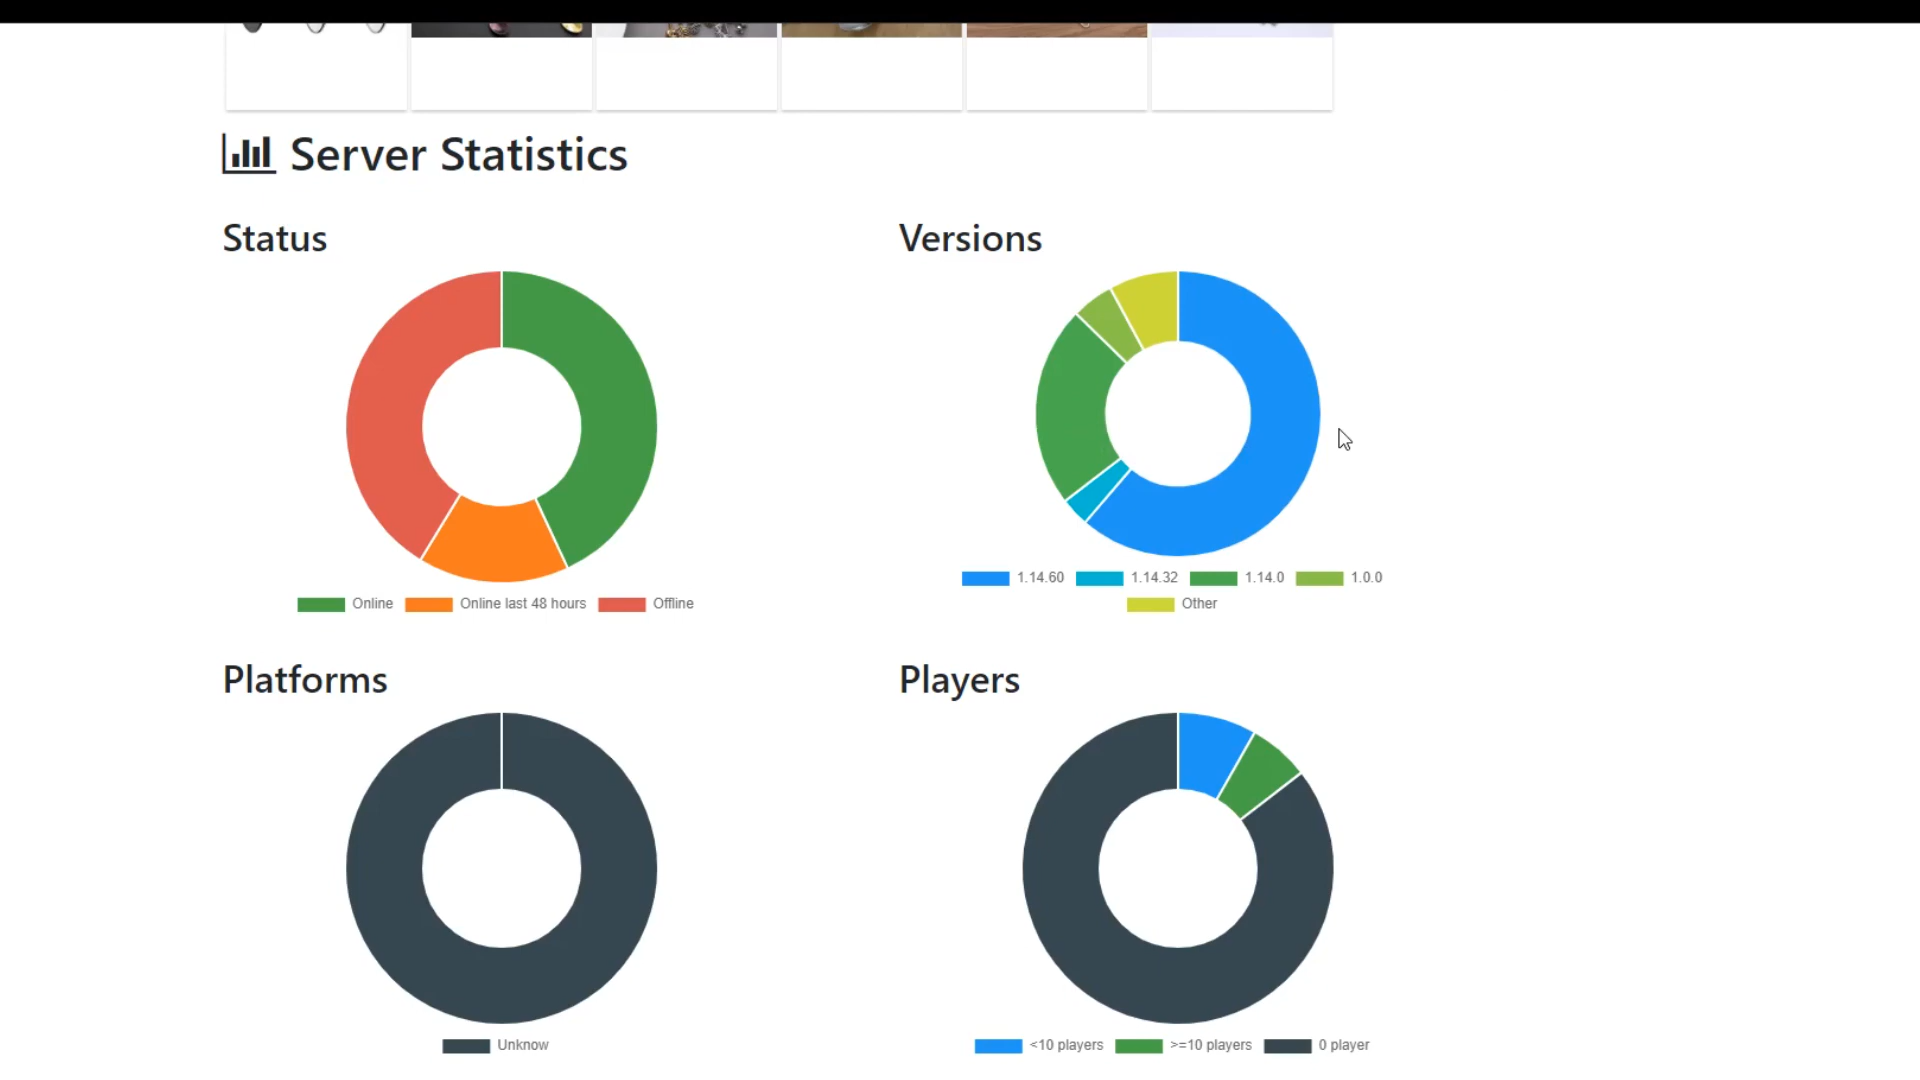 Server Statistics
Status
Versions
1.14.60 1.14.32 1.14.0 1.0.0
Other
Online Online last 48 hours Offline
Platforms
Players
Unknow
<10 players >=10 players 0 player